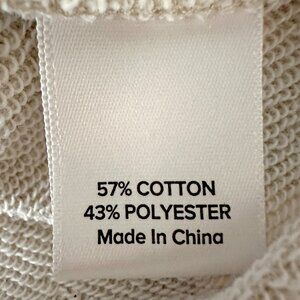 57% COTTON
43% POLYESTER
Made In China